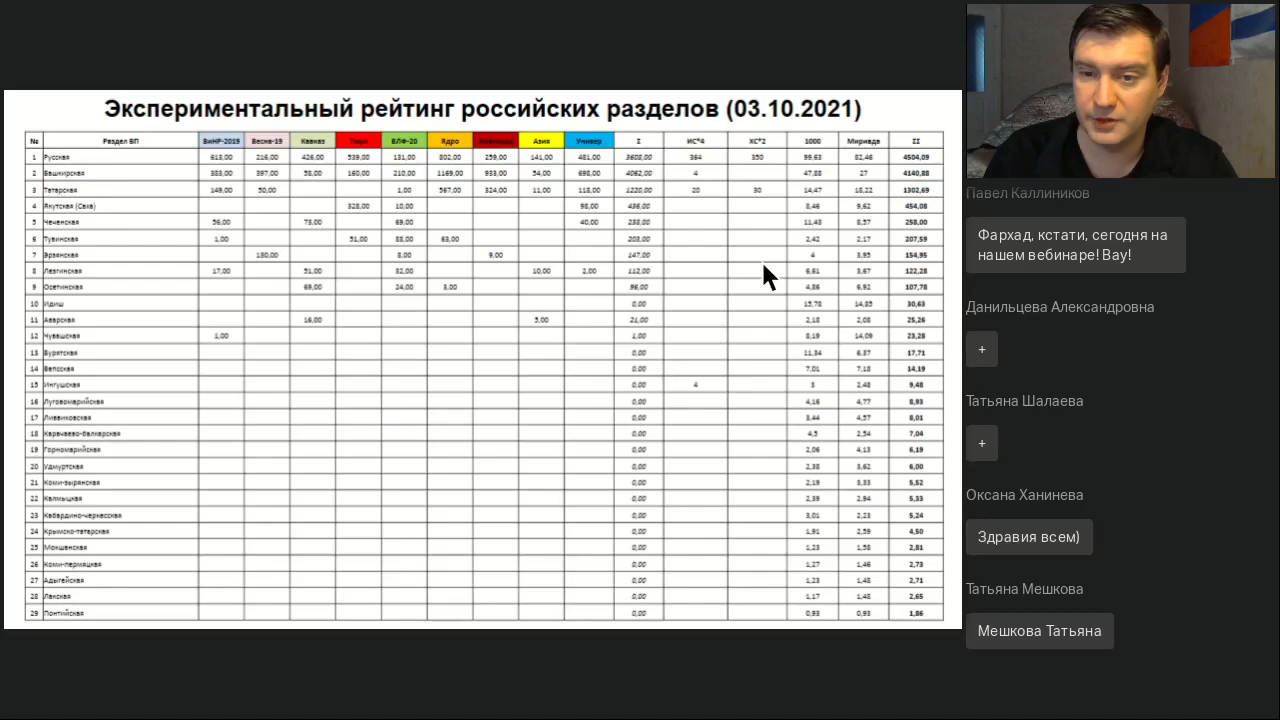 Экспериментальный рейтинг российских разделов (03.10.2021)
№ Раздел ВП ВиНР-2019 Весна-19 Кавказ ВЛФ-20 Ядро Азия Универ Σ ИС*4 ХС*2 1000 Мириада ΣΣ
1 Русская 613,00 216,00 426,00 539,00 131,00 802,00 259,00 141,00 481,00 3608,00 364 350 99,63 82,46 4504,09
2 Башкирская 383,00 397,00 58,00 160,00 210,00 1169,00 933,00 54,00 698,00 4062,00 4 47,88 27 4140,88
3 Татарская 149,00 50,00 1,00 567,00 324,00 11,00 118,00 1220,00 20 30 14,47 18,22 1302,69
4 Якутская (Саха) 328,00 10,00 98,00 436,00 8,46 9,62 454,08
5 Чеченская 56,00 73,00 69,00 40,00 238,00 11,43 8,57 258,00
6 Тувинская 1,00 51,00 88,00 63,00 203,00 2,42 2,17 207,59
7 Эрзянская 130,00 8,00 9,00 147,00 4 3,95 154,95
8 Лезгинская 17,00 51,00 32,00 10,00 2,00 112,00 6,61 3,67 122,28
9 Осетинская 69,00 24,00 3,00 96,00 4,86 6,92 107,78
10 Идиш 0,00 15,78 14,85 30,63
11 Аварская 16,00 5,00 21,00 2,18 2,08 25,26
12 Чувашская 1,00 1,00 8,19 14,09 23,28
13 Бурятская 0,00 11,34 6,37 17,71
14 Вепсская 0,00 7,01 7,18 14,19
15 Ингушская 0,00 4 3 2,48 9,48
16 Луговомарийская 0,00 4,16 4,77 8,93
17 Ливвиковская 0,00 3,44 4,57 8,01
18 Карачаево-балкарская 0,00 4,5 2,54 7,04
19 Горномарийская 0,00 2,06 4,13 6,19
20 Удмуртская 0,00 2,38 3,62 6,00
21 Коми-зырянская 0,00 2,19 3,33 5,52
22 Калмыцкая 0,00 2,39 2,94 5,33
23 Кабардино-черкесская 0,00 3,01 2,23 5,24
24 Крымско-татарская 0,00 1,91 2,59 4,50
25 Мокшанская 0,00 1,23 1,58 2,81
26 Коми-пермяцкая 0,00 1,27 1,46 2,73
27 Адыгейская 0,00 1,23 1,48 2,71
28 Лакская 0,00 1,17 1,48 2,65
29 Понтийская 0,00 0,93 0,93 1,86
Павел Каллиников
Фархад, кстати, сегодня на
нашем вебинаре! Вау!
Данильцева Александровна
+
Татьяна Шалаева
+
Оксана Ханинева
Здравия всем)
Татьяна Мешкова
Мешкова Татьяна